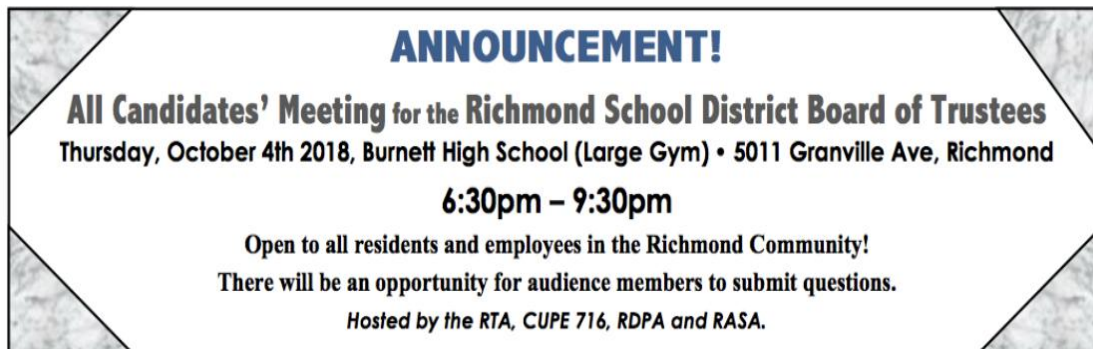 ANNOUNCEMENT!
All Candidates’ Meeting for the Richmond School District Board of Trustees
Thursday, October 4th 2018, Burnett High School (Large Gym) • 5011 Granville Ave, Richmond
6:30pm – 9:30pm
Open to all residents and employees in the Richmond Community!
There will be an opportunity for audience members to submit questions.
Hosted by the RTA, CUPE 716, RDPA and RASA.